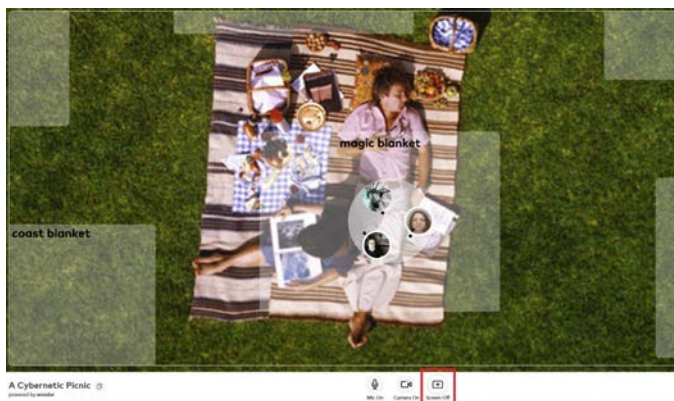 magic blanket
coast blanket
A Cybernetic Picnic
powered by wonder
Mic On
Camera On
Screen Off